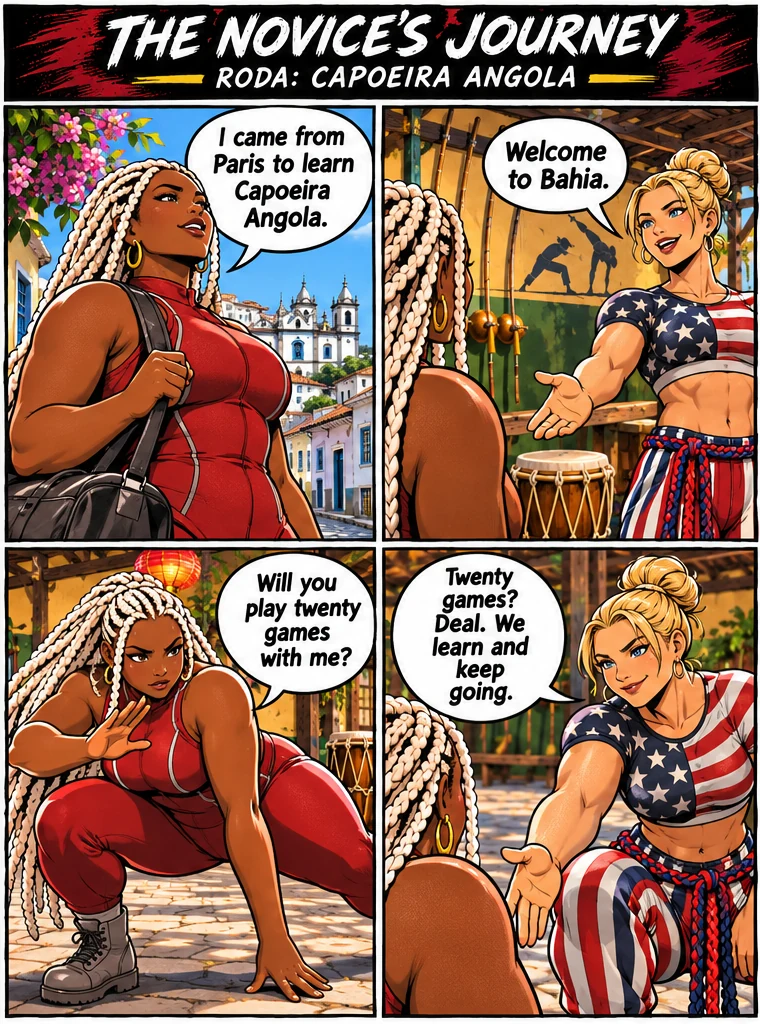 THE NOVICE'S JOURNEY
RODA: CAPOEIRA ANGOLA
I came from
Paris to learn
Capoeira
Angola.
Welcome
to Bahia.
Will you
play twenty
games
with me?
Twenty
games?
Deal. We
learn and
keep
going.